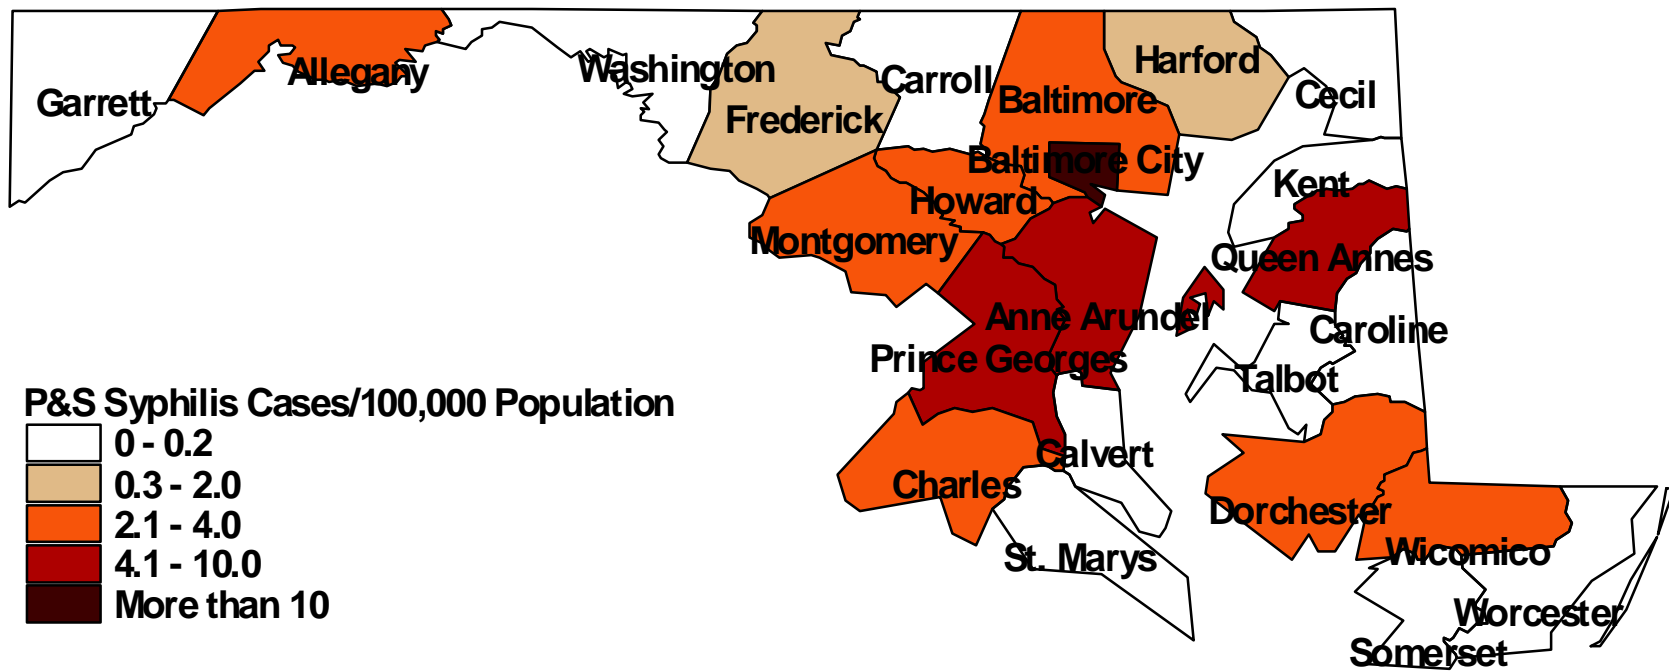 Garrett
Allegany
Washington
Frederick
Carroll
Baltimore
Harford
Cecil
Baltimore City
Howard
Montgomery
Kent
Queen Annes
Anne Arundel
Prince Georges
Caroline
Talbot
Calvert
Charles
St. Marys
Dorchester
Wicomico
Worcester
Somerset
P&S Syphilis Cases/100,000 Population
0 - 0.2
0.3 - 2.0
2.1 - 4.0
4.1 - 10.0
More than 10